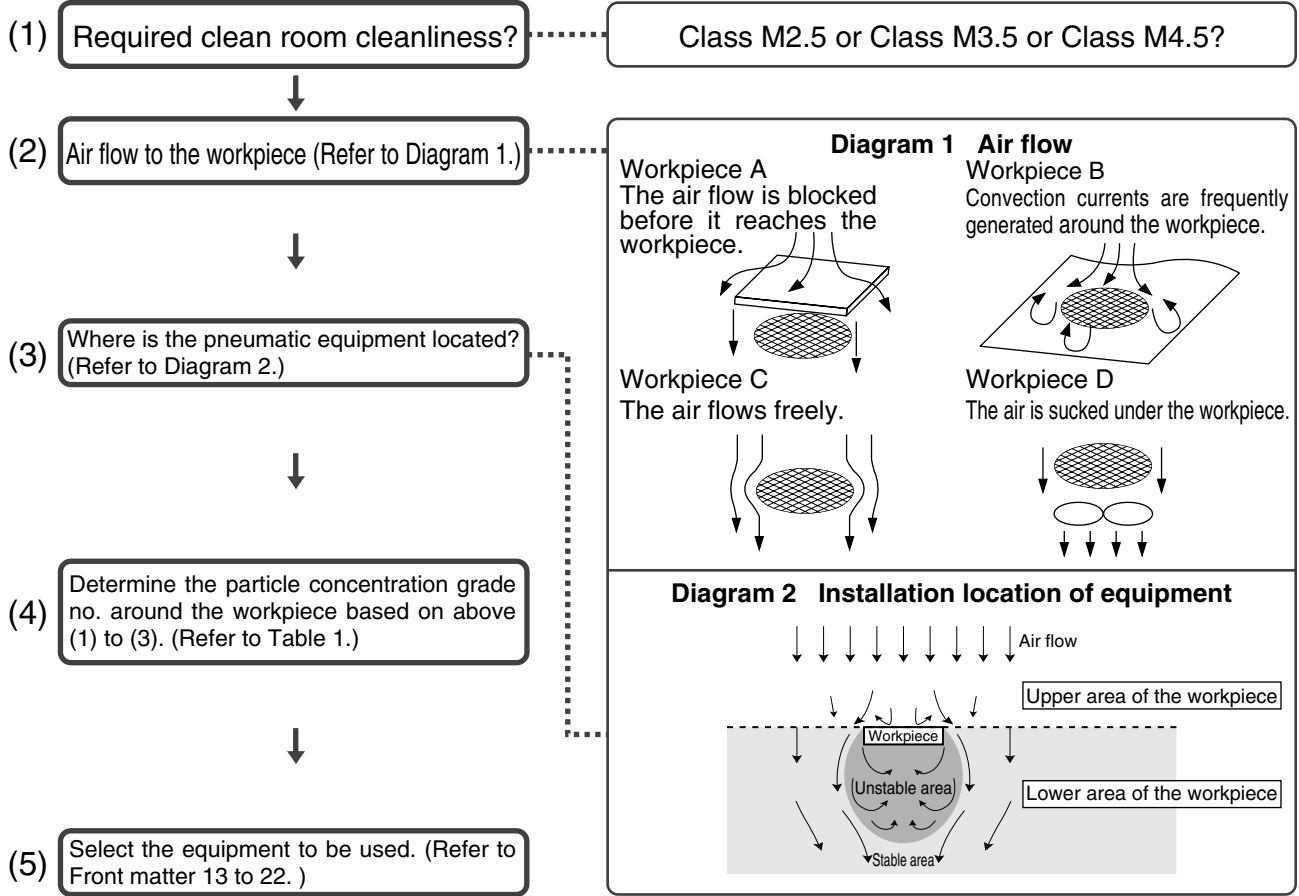 (1) Required clean room cleanliness?
Class M2.5 or Class M3.5 or Class M4.5?
(2) Air flow to the workpiece (Refer to Diagram 1.)
Diagram 1 Air flow
Workpiece A
The air flow is blocked
before it reaches the
workpiece.
Workpiece B
Convection currents are frequently
generated around the workpiece.
(3) Where is the pneumatic equipment located?
(Refer to Diagram 2.)
Workpiece C
The air flows freely.
Workpiece D
The air is sucked under the workpiece.
(4) Determine the particle concentration grade
no. around the workpiece based on above
(1) to (3). (Refer to Table 1.)
Diagram 2 Installation location of equipment
Air flow
Upper area of the workpiece
Workpiece
Unstable area
Lower area of the workpiece
Stable area
(5) Select the equipment to be used. (Refer to
Front matter 13 to 22. )